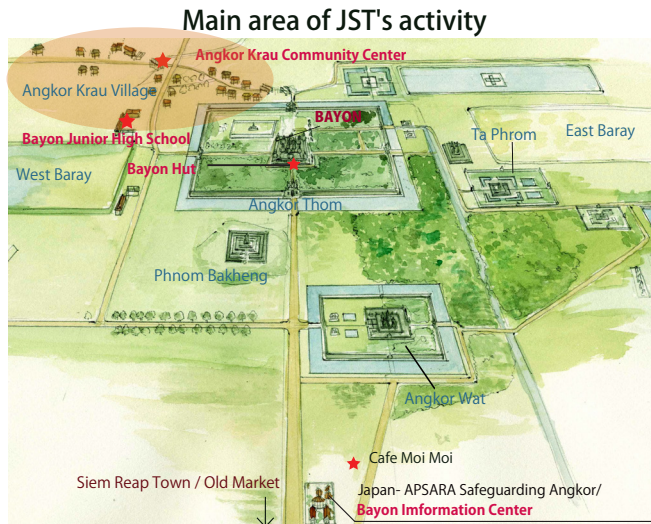 Main area of JST's activity
Angkor Krau Community Center
Angkor Krau Village
BAYON
Bayon Junior High School
Ta Phrom
East Baray
West Baray
Bayon Hut
Angkor Thom
Phnom Bakheng
Angkor Wat
Cafe Moi Moi
Siem Reap Town / Old Market
Japan- APSARA Safeguarding Angkor/
Bayon Imformation Center